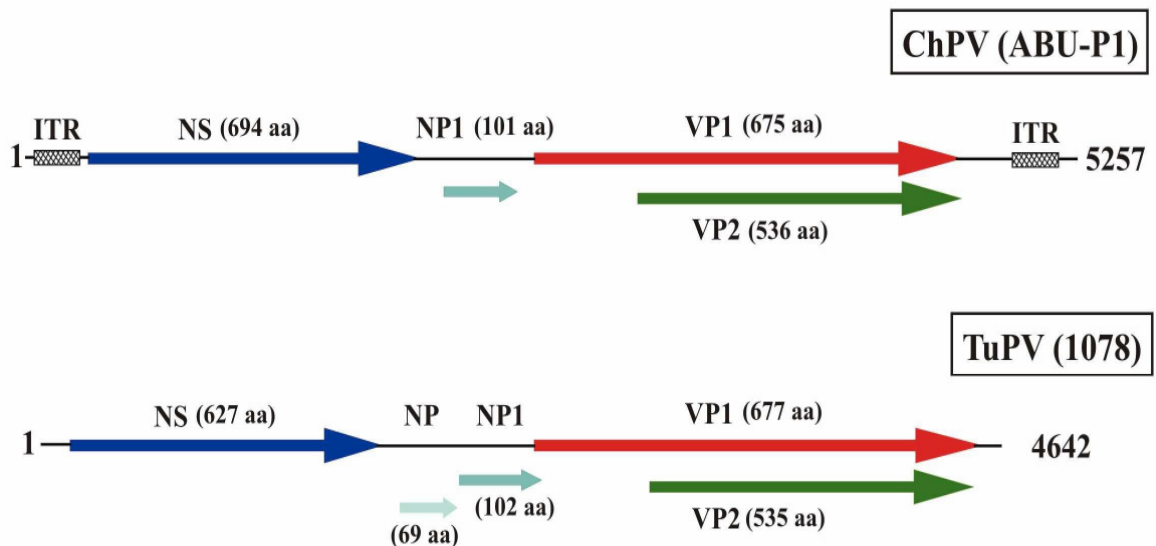 ChPV (ABU-P1)
ITR NS (694 aa) NP1 (101 aa) VP1 (675 aa) ITR
1 5257
VP2 (536 aa)
TuPV (1078)
NS (627 aa) NP NP1 VP1 (677 aa)
1 4642
(102 aa) VP2 (535 aa)
(69 aa)